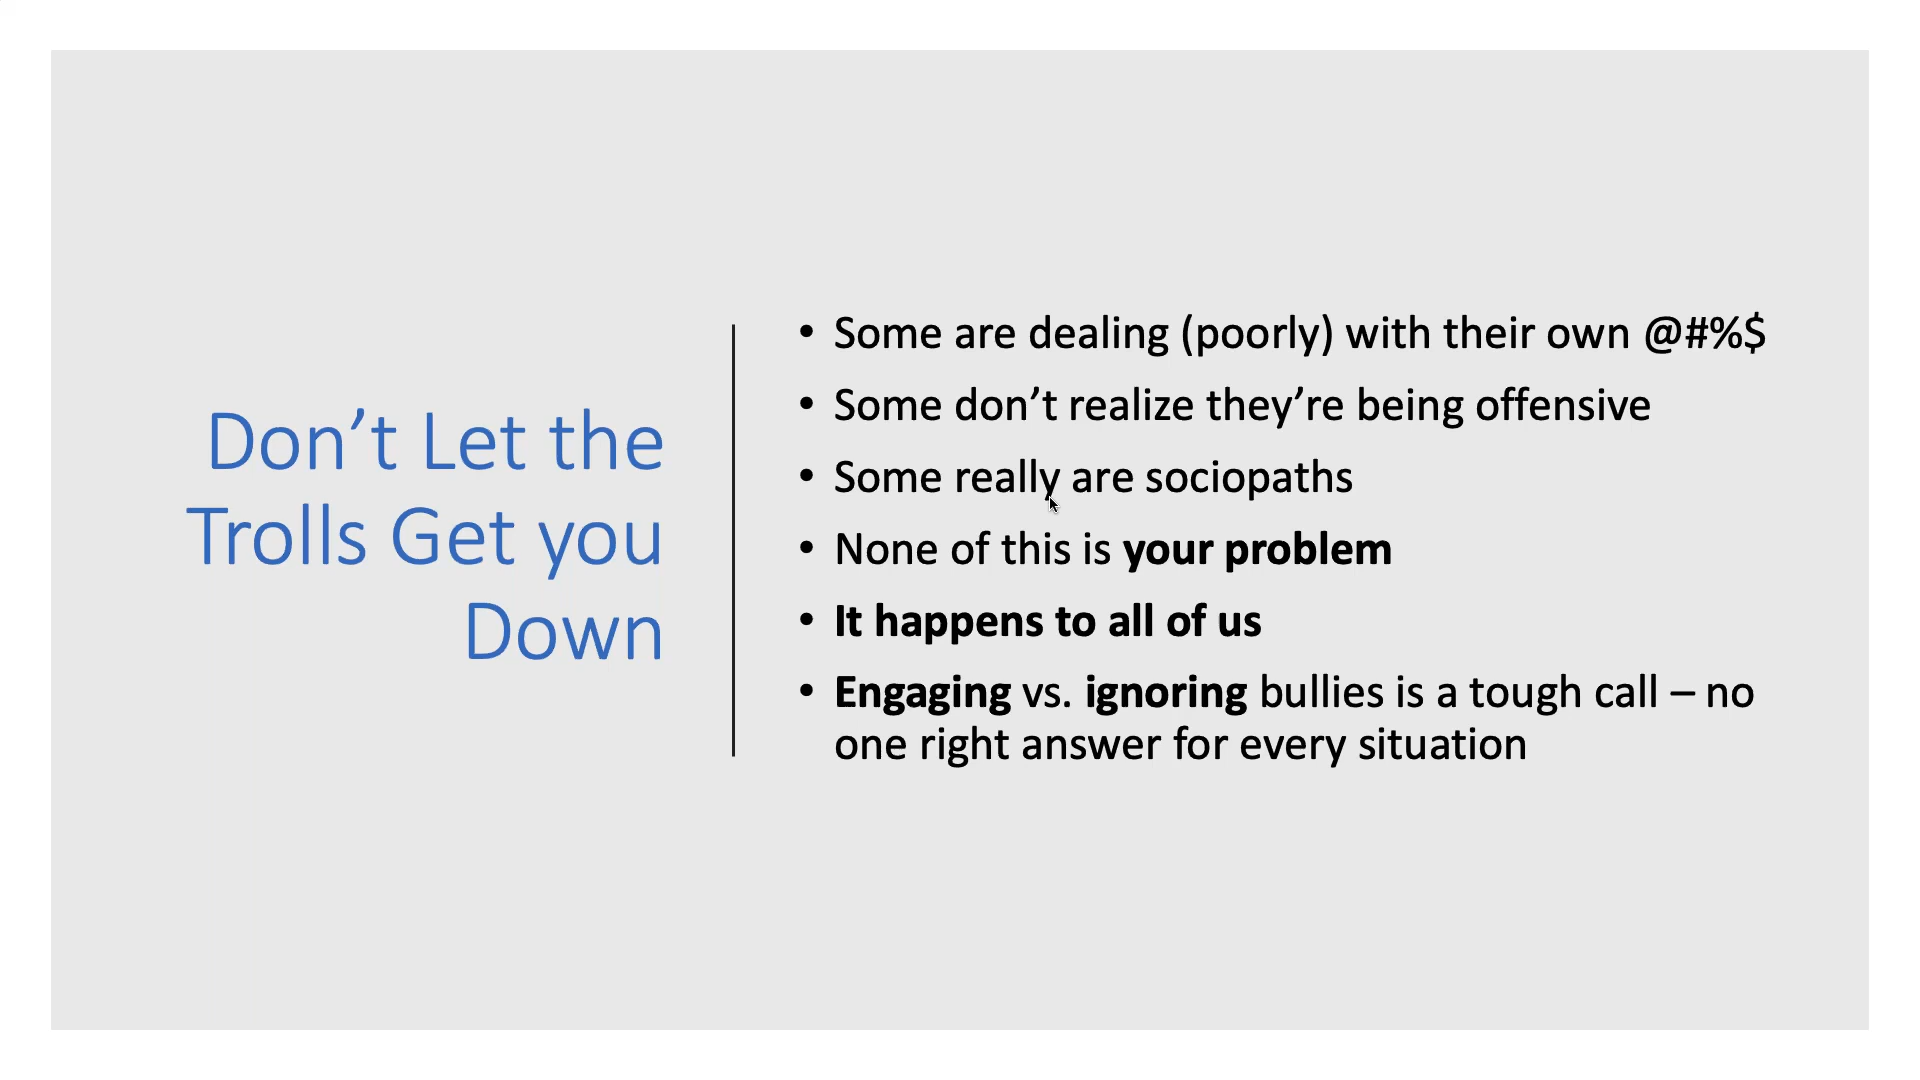 Don’t Let the
Trolls Get you
Down
• Some are dealing (poorly) with their own @#%$
• Some don’t realize they’re being offensive
• Some really are sociopaths
• None of this is your problem
• It happens to all of us
• Engaging vs. ignoring bullies is a tough call – no
one right answer for every situation